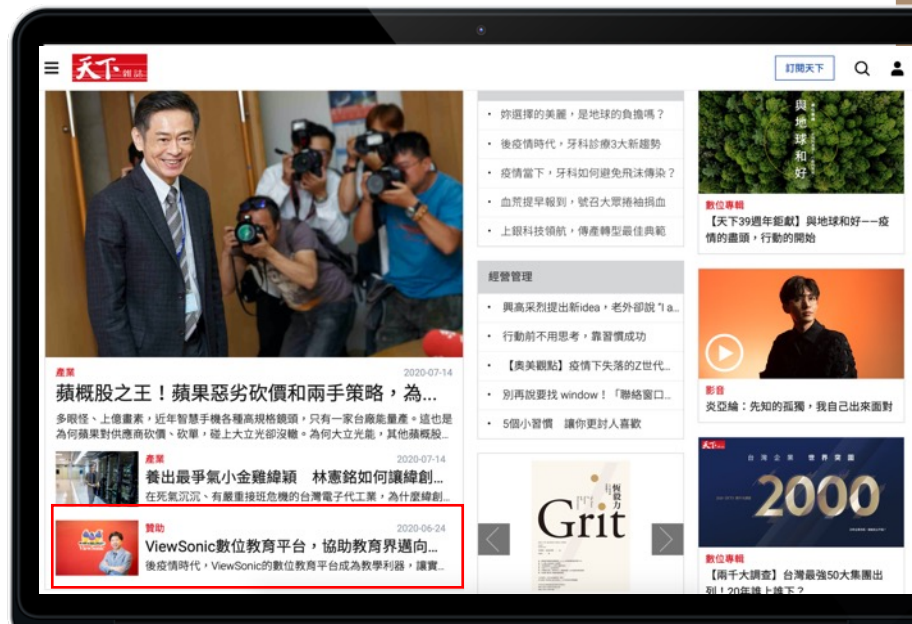 天下雜誌
訂閱天下
產業
2020-07-14
蘋概股之王！蘋果惡劣砍價和兩手策略，為...
多眼怪、上億畫素，近年智慧手機各種高規格鏡頭，只有一家台廠能量產。這也是
為何蘋果對供應商砍價、砍單，碰上大立光卻沒轍。為何大立光能，其他蘋概股...
產業
2020-07-14
養出最爭氣小金雞緯穎　林憲銘如何讓緯創...
在死氣沉沉、有嚴重接班危機的台灣電子代工業，為什麼緯創...
ViewSonic
贊助
2020-06-24
ViewSonic數位教育平台，協助教育界邁向...
後疫情時代，ViewSonic的數位教育平台成為教學利器，讓實...
• 妳選擇的美麗，是地球的負擔嗎？
• 後疫情時代，牙科診療3大新趨勢
• 疫情當下，牙科如何避免飛沫傳染？
• 血荒提早報到，號召大眾捲袖捐血
• 上銀科技領航，傳產轉型最佳典範
經營管理
• 興高采烈提出新idea，老外卻說 "I a...
• 行動前不用思考，靠習慣成功
• 【奧美觀點】疫情下失落的Z世代...
• 別再說要找 window！「聯絡窗口...
• 5個小習慣　讓你更討人喜歡
恆毅力
Grit
與地球和好
數位專輯
【天下39週年鉅獻】與地球和好——疫
情的盡頭，行動的開始
影音
炎亞綸：先知的孤獨，我自己出來面對
天下
台灣企業 世界突圍
2000
數位專輯
【兩千大調查】台灣最強50大集團出
列！20年誰上誰下？